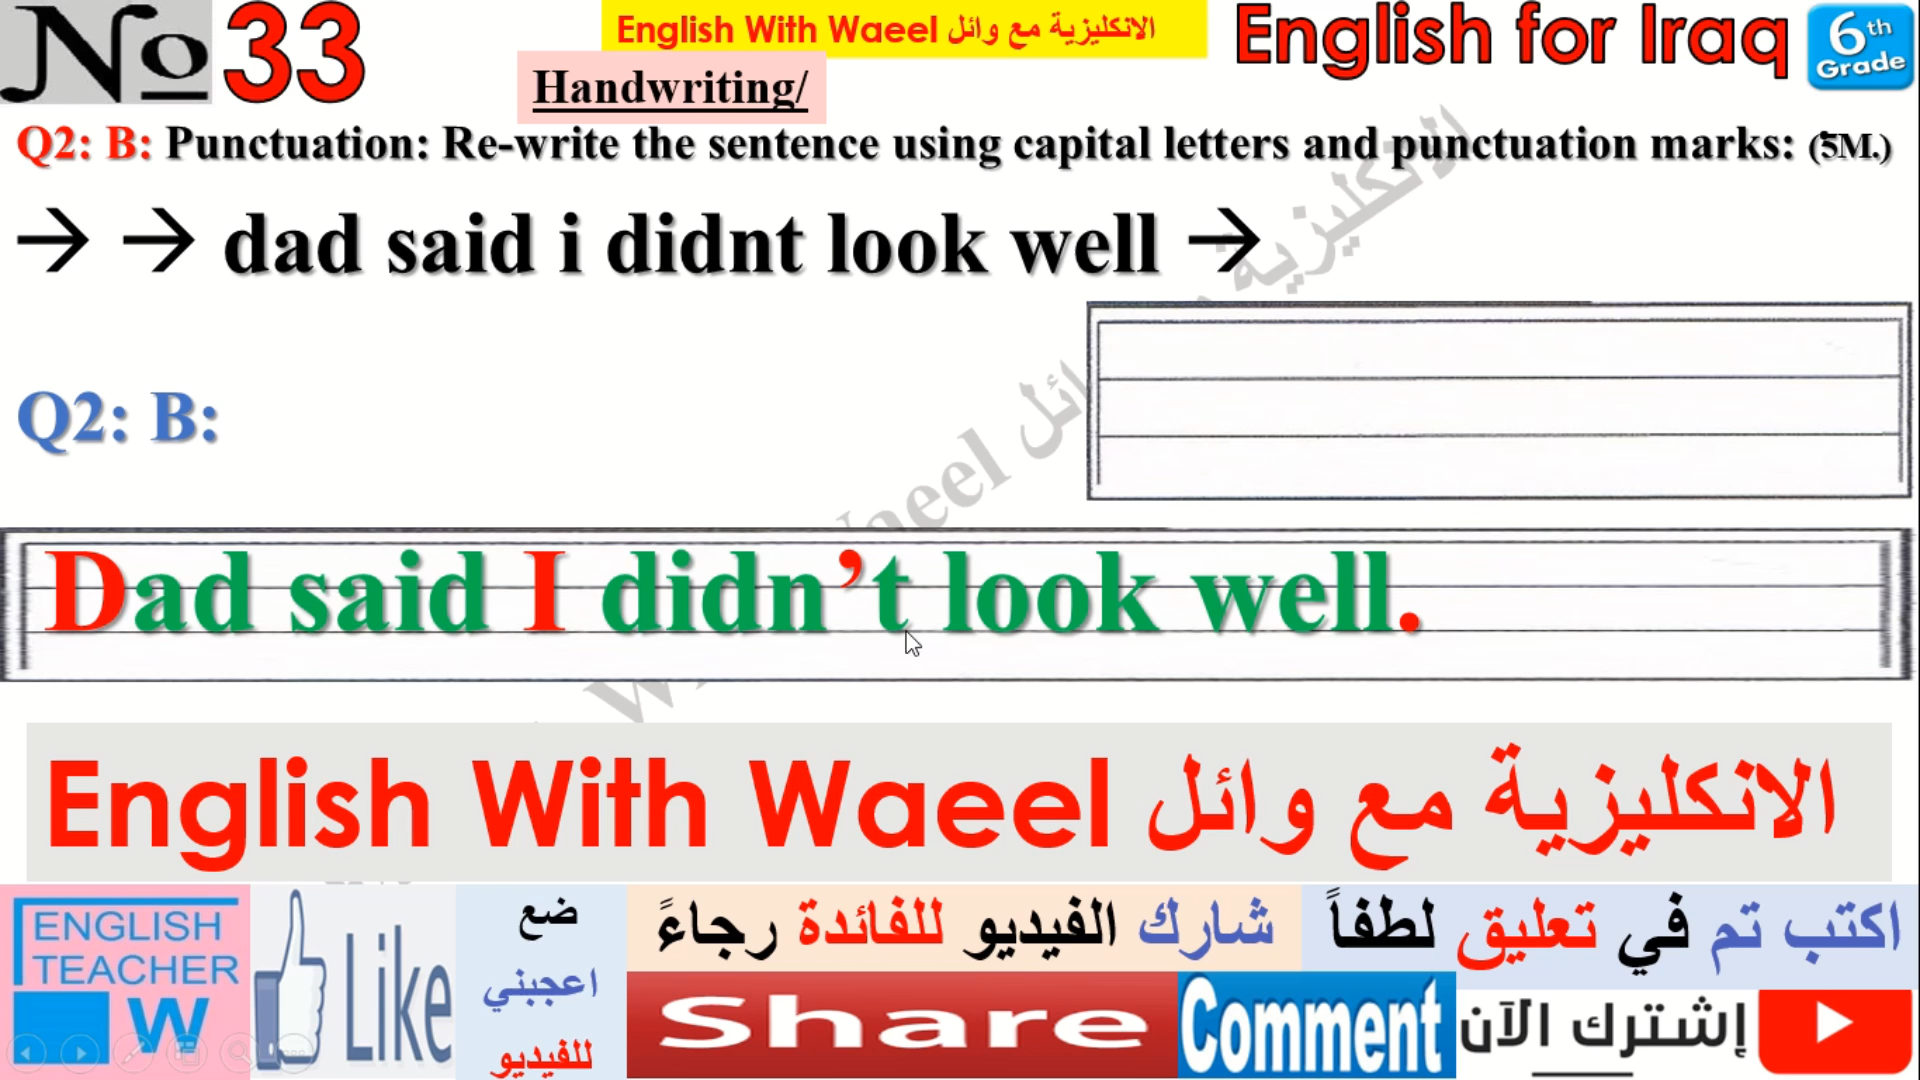 No 33
English With Waeel الانكليزية مع وائل
English for Iraq
6th Grade
Handwriting/
Q2: B: Punctuation: Re-write the sentence using capital letters and punctuation marks: (5M.)
→ → dad said i didnt look well →
الانكليزية
وائل
Waeel
Q2: B:
Dad said I didn’t look well.
English With Waeel الانكليزية مع وائل
ENGLISH
TEACHER
W
Like
ضع
اعجبني
للفيديو
شارك الفيديو للفائدة رجاءً
اكتب تم في تعليق لطفاً
Share
Comment
إشترك الآن